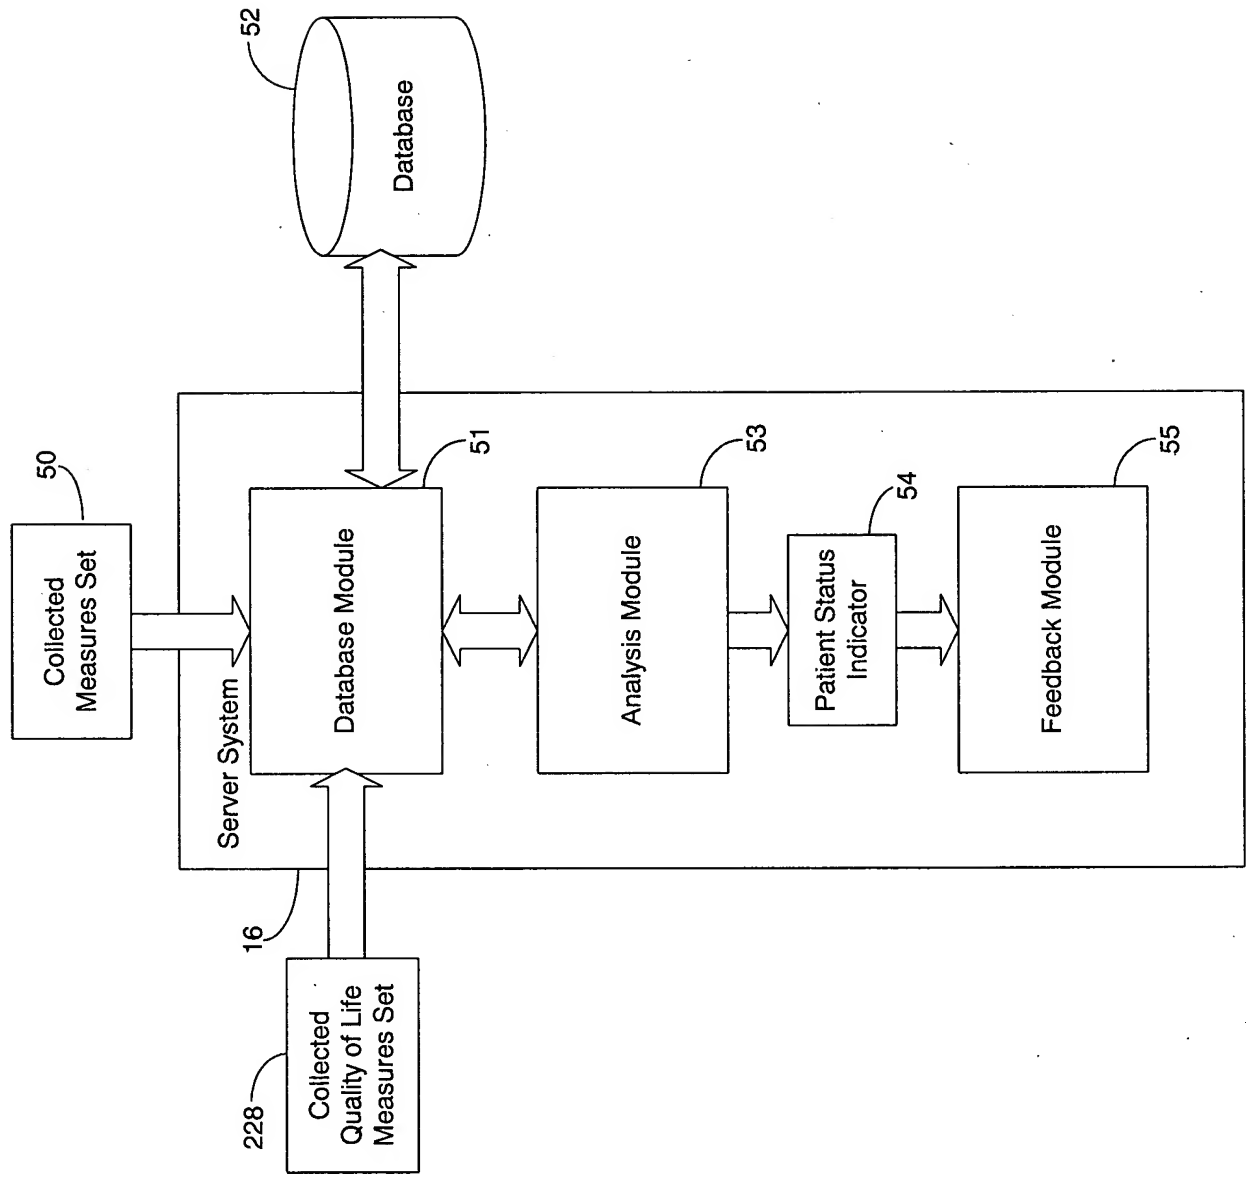 228
Collected
Quality of Life
Measures Set
16
Server System
50
Collected
Measures Set
51
Database Module
52
Database
53
Analysis Module
54
Patient Status
Indicator
55
Feedback Module